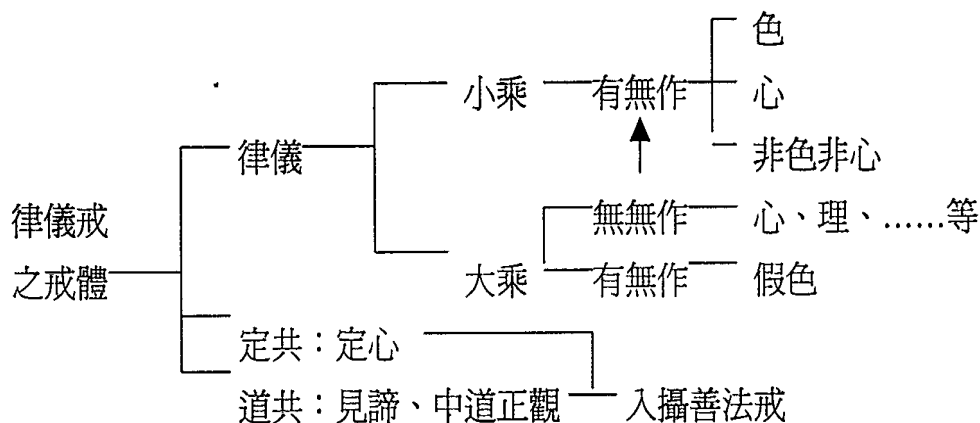 色
小乘 有無作 心
律儀 非色非心
律儀戒 無無作 心、理、……等
之戒體 大乘 有無作 假色
定共：定心
道共：見諦、中道正觀 入攝善法戒